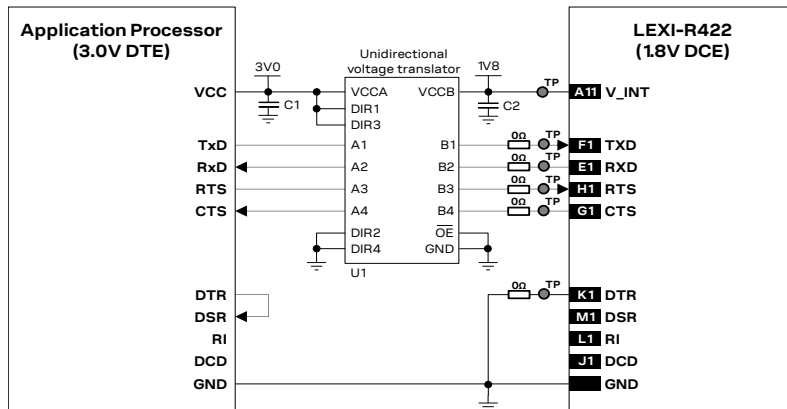 Application Processor
(3.0V DTE)
LEXI-R422
(1.8V DCE)
Unidirectional
voltage translator
3V0
1V8
TP
VCC
VCCA
VCCB
A11 V_INT
C1
DIR1
C2
DIR3
0Ω
TP
TxD
A1
B1
F1 TXD
0Ω
TP
RxD
A2
B2
E1 RXD
0Ω
TP
RTS
A3
B3
H1 RTS
0Ω
TP
CTS
A4
B4
G1 CTS
DIR2
OE
DIR4
GND
U1
0Ω
TP
DTR
K1 DTR
DSR
M1 DSR
RI
L1 RI
DCD
J1 DCD
GND
GND